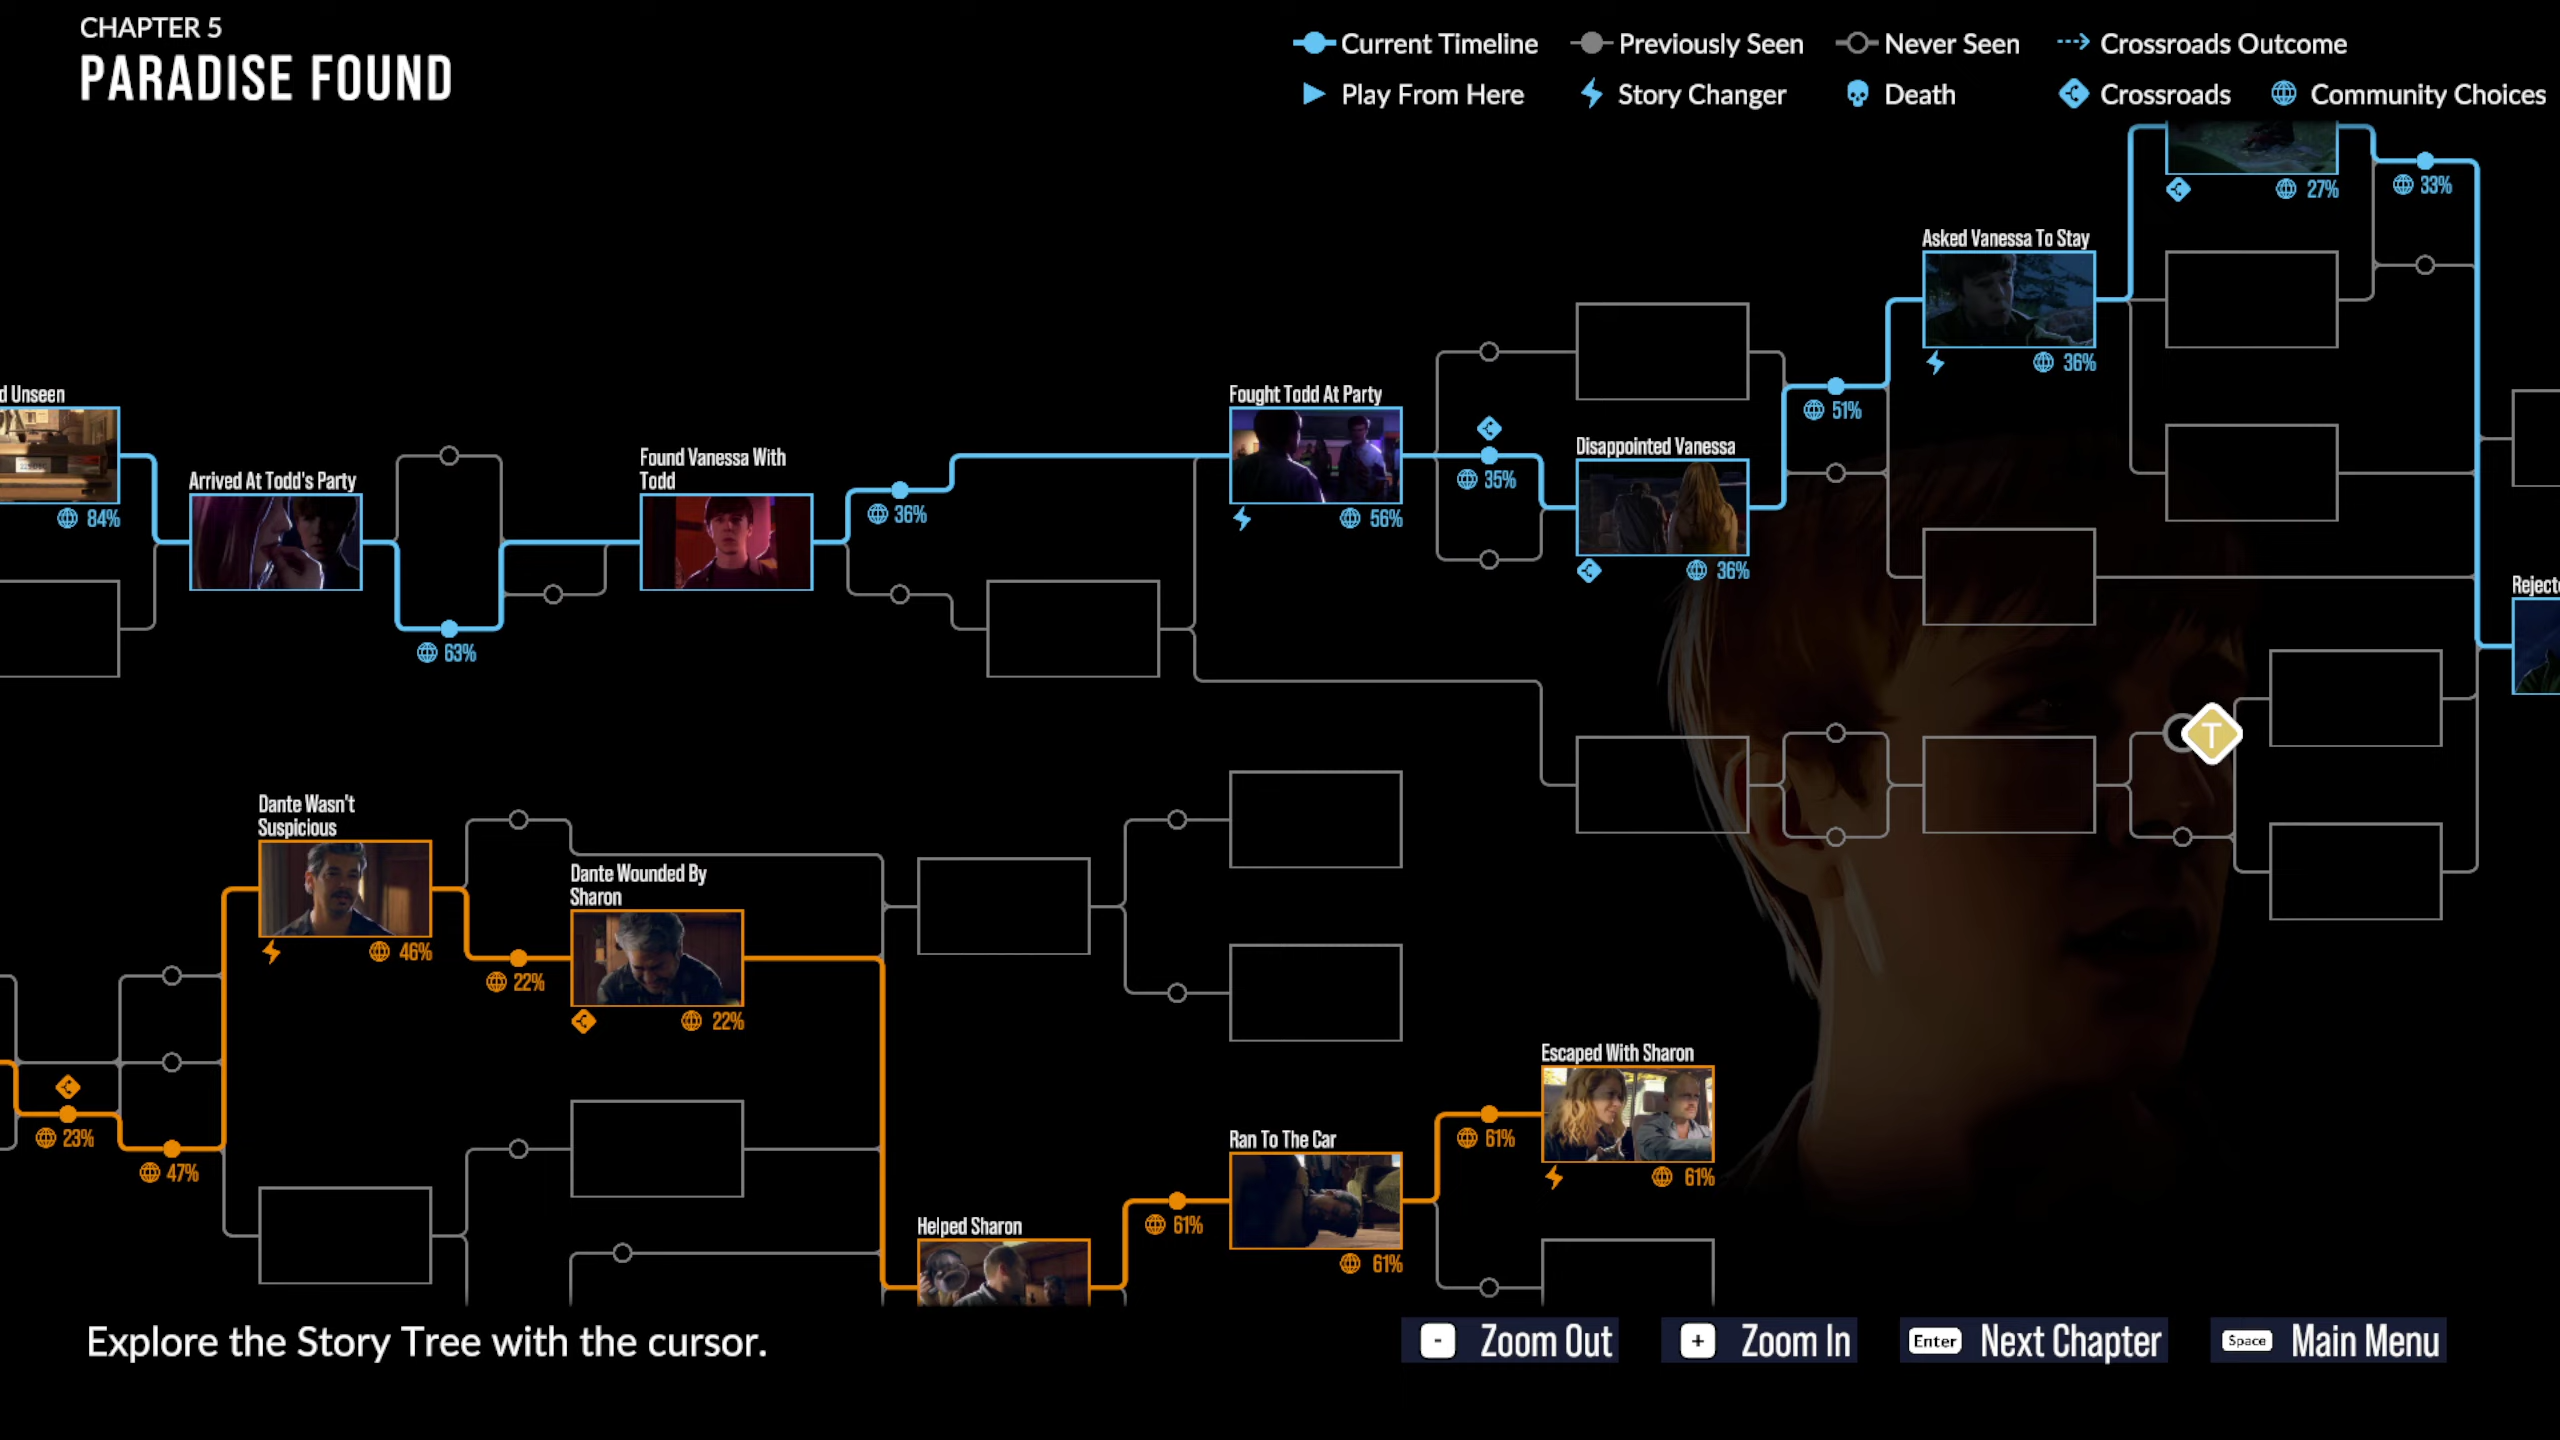 CHAPTER 5
PARADISE FOUND
Current Timeline
Previously Seen
Never Seen
Crossroads Outcome
Play From Here
Story Changer
Death
Crossroads
Community Choices
27%
33%
Asked Vanessa To Stay
36%
d Unseen
84%
Arrived At Todd's Party
63%
Found Vanessa With
Todd
36%
Fought Todd At Party
56%
35%
Disappointed Vanessa
36%
51%
Reject
T
Dante Wasn't
Suspicious
46%
22%
Dante Wounded By
Sharon
22%
23%
47%
Helped Sharon
61%
Ran To The Car
61%
61%
Escaped With Sharon
61%
Explore the Story Tree with the cursor.
- Zoom Out
+ Zoom In
Enter Next Chapter
Space Main Menu